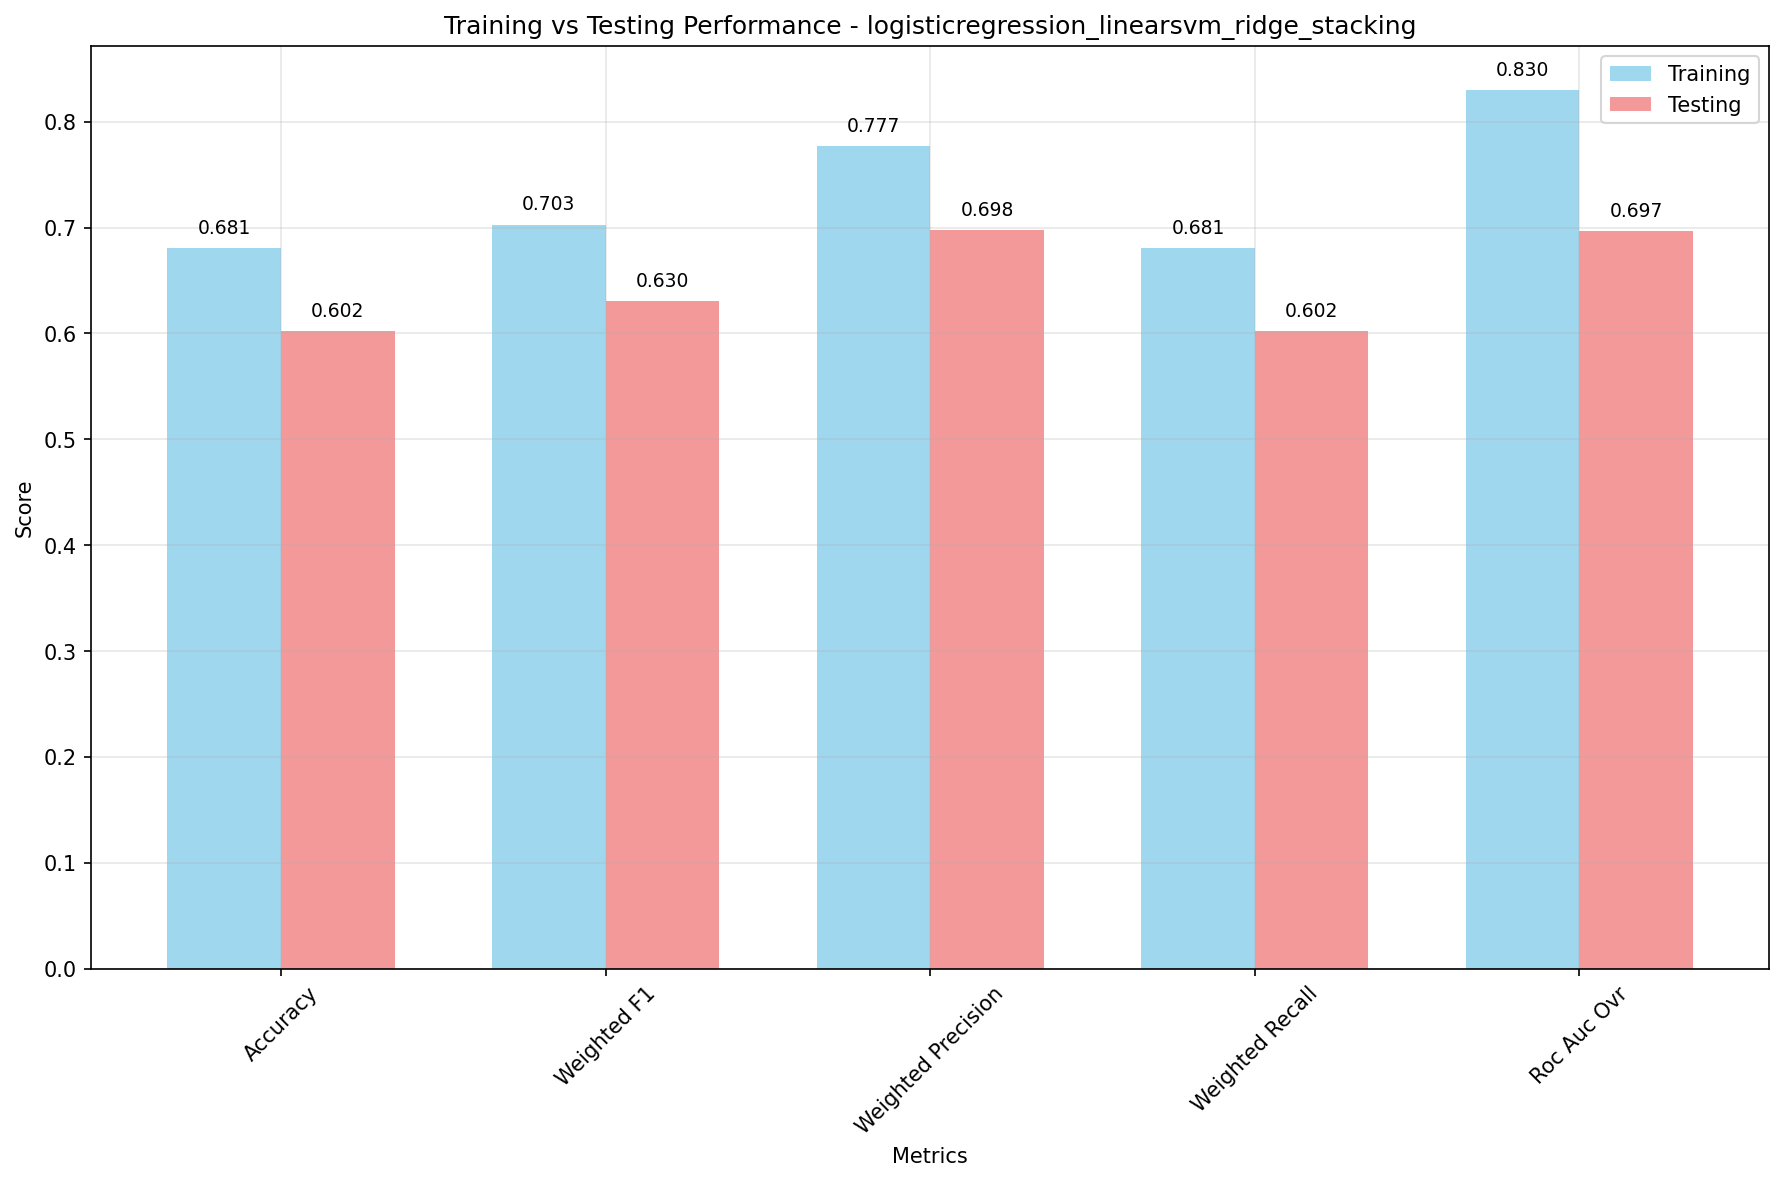 Training vs Testing Performance - logisticregression_linearsvm_ridge_stacking
Training
Testing
0.830
0.777
0.703
0.698
0.697
0.681
0.681
0.630
0.602
0.602
Score
0.8
0.7
0.6
0.5
0.4
0.3
0.2
0.1
0.0
Accuracy
Weighted F1
Weighted Precision
Weighted Recall
Roc Auc Ovr
Metrics